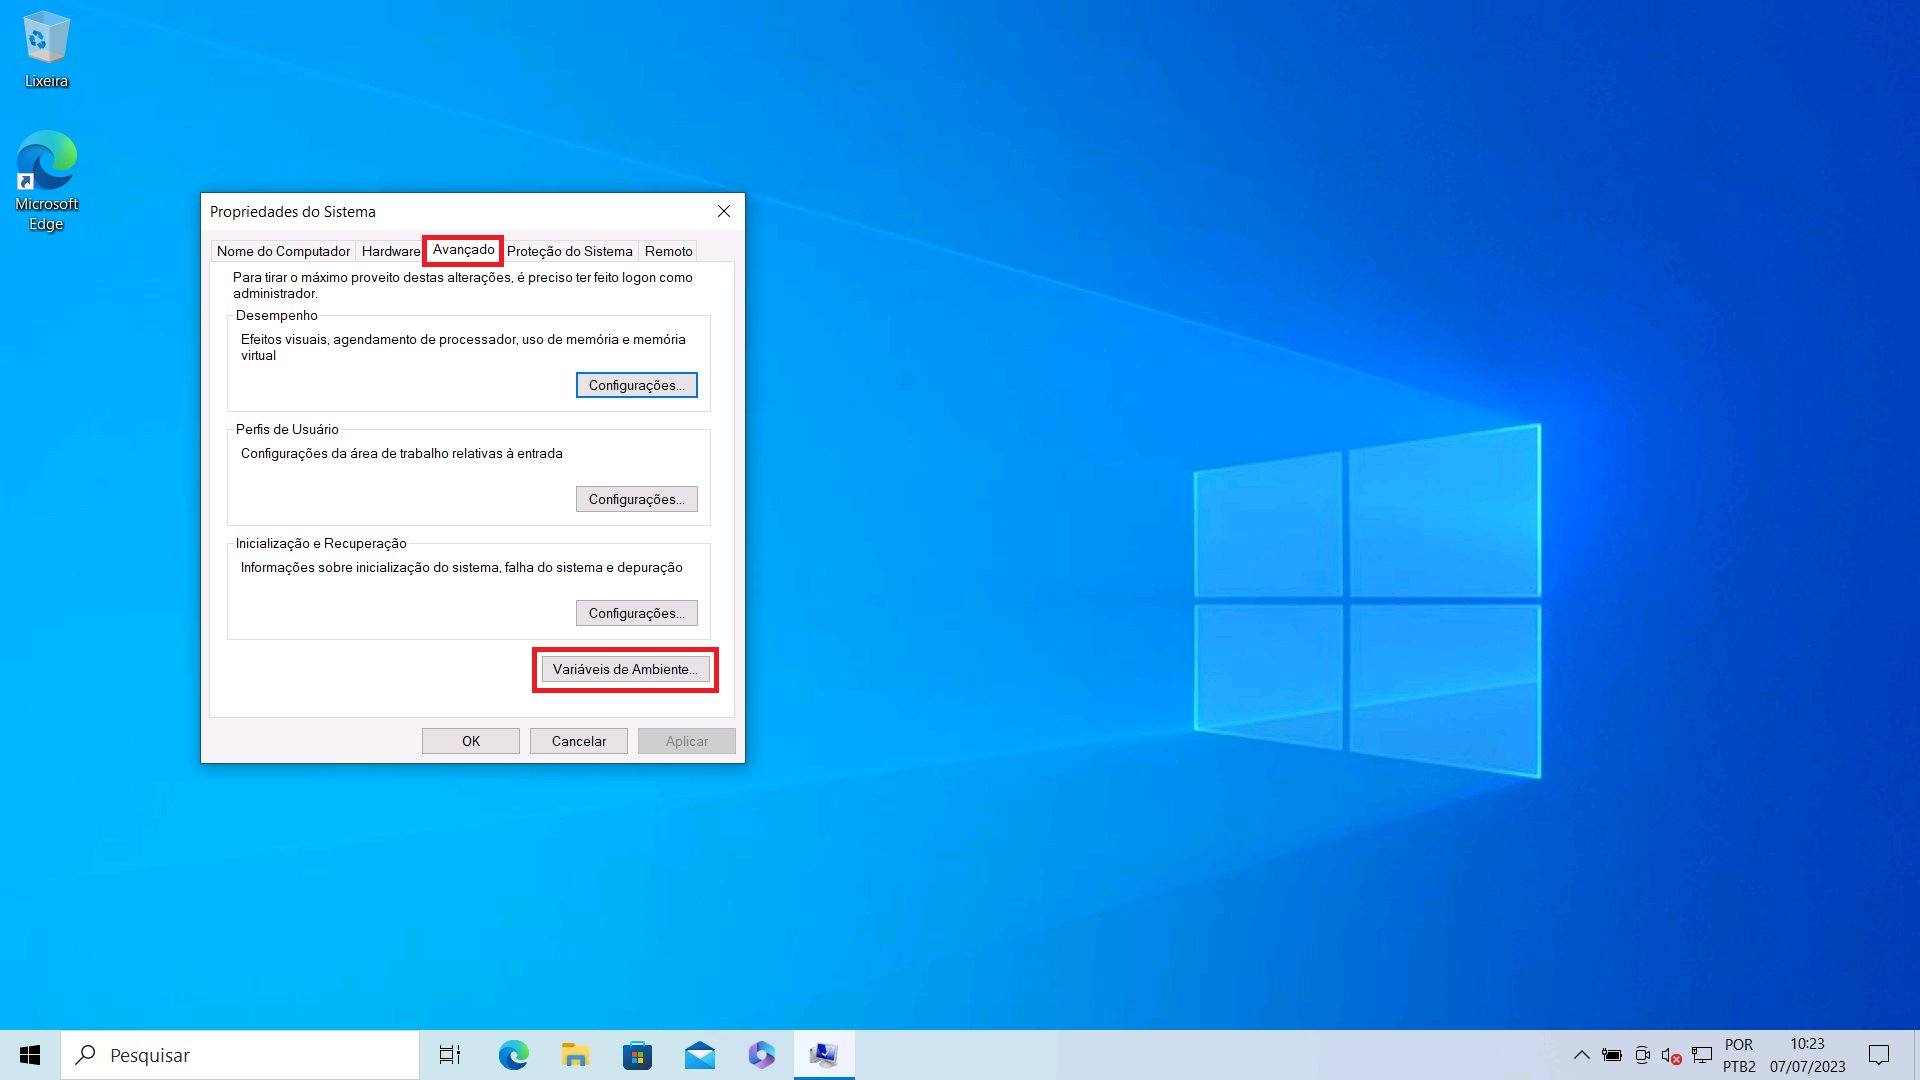 Lixeira
Microsoft
Edge
Propriedades do Sistema
Nome do Computador Hardware Avançado Proteção do Sistema Remoto
Para tirar o máximo proveito destas alterações, é preciso ter feito logon como
administrador.
Desempenho
Efeitos visuais, agendamento de processador, uso de memória e memória
virtual
Configurações...
Perfis de Usuário
Configurações da área de trabalho relativas à entrada
Configurações...
Inicialização e Recuperação
Informações sobre inicialização do sistema, falha do sistema e depuração
Configurações...
Variáveis de Ambiente...
OK Cancelar Aplicar
Pesquisar
POR
PTB2
10:23
07/07/2023